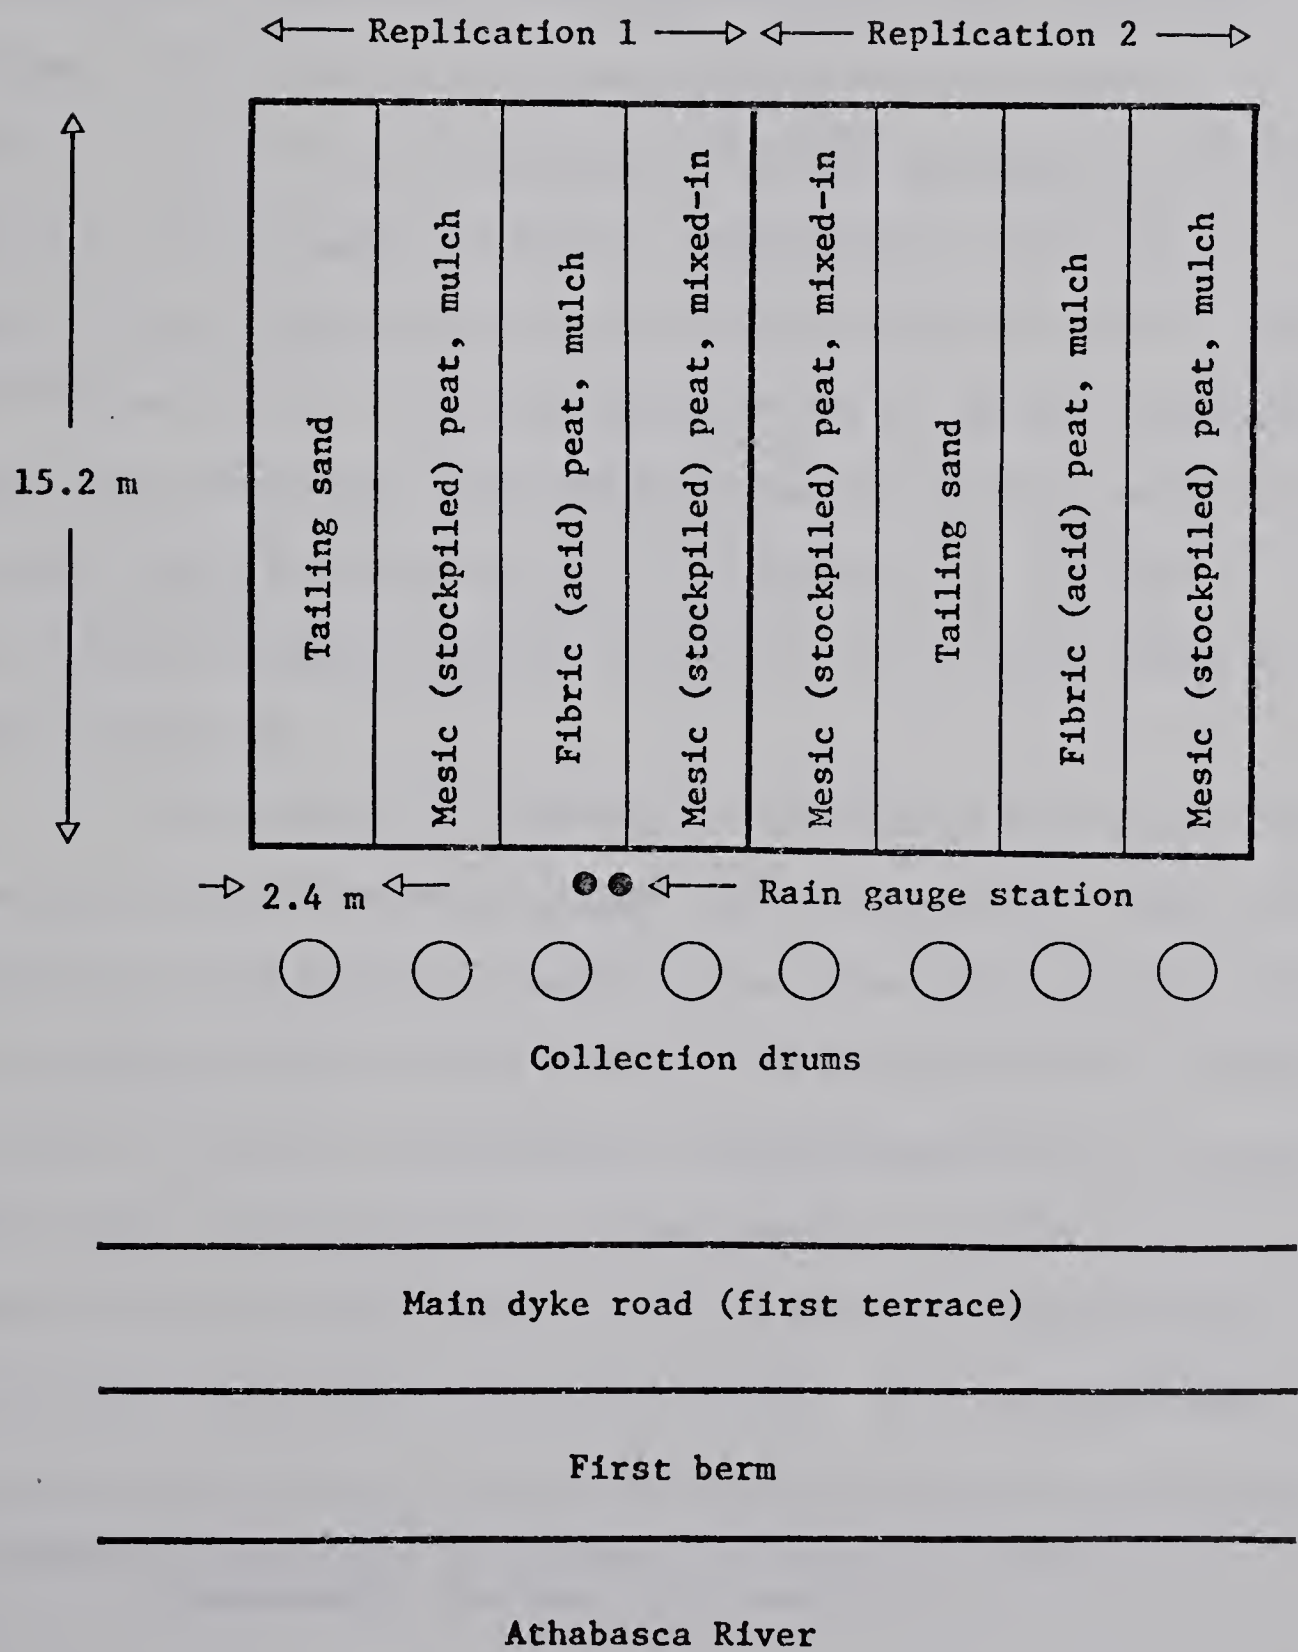 Replication 1 Replication 2
15.2 m
Tailing sand
Mesic (stockpiled) peat, mulch
Fibric (acid) peat, mulch
Mesic (stockpiled) peat, mixed-in
Mesic (stockpiled) peat, mixed-in
Tailing sand
Fibric (acid) peat, mulch
Mesic (stockpiled) peat, mulch
2.4 m
Rain gauge station
Collection drums
Main dyke road (first terrace)
First berm
Athabasca River